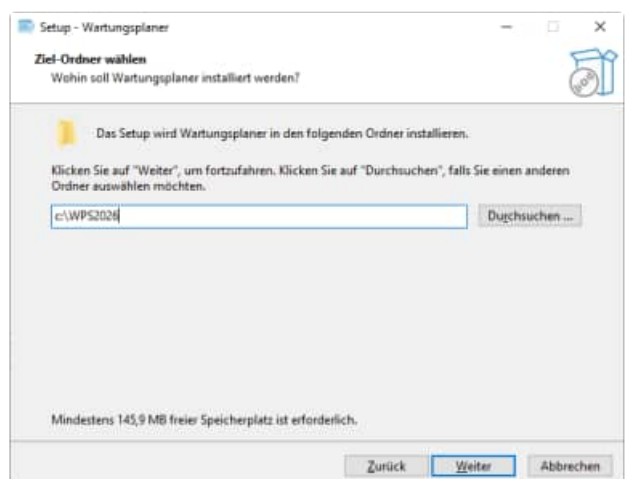 Setup - Wartungsplaner
Ziel-Ordner wählen
Wohin soll Wartungsplaner installiert werden?
Das Setup wird Wartungsplaner in den folgenden Ordner installieren.
Klicken Sie auf "Weiter", um fortzufahren. Klicken Sie auf "Durchsuchen", falls Sie einen anderen
Ordner auswählen möchten.
c:\WPS2026
Durchsuchen ...
Mindestens 145,9 MB freier Speicherplatz ist erforderlich.
Zurück Weiter Abbrechen